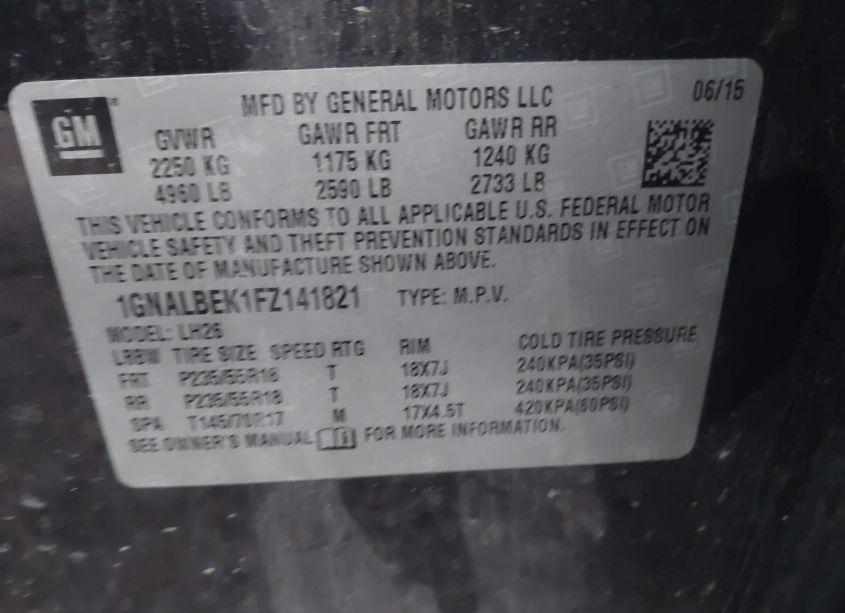 GM
MFD BY GENERAL MOTORS LLC 06/15
GVWR GAWR FRT GAWR RR
2250 KG 1175 KG 1240 KG
4960 LB 2590 LB 2733 LB
THIS VEHICLE CONFORMS TO ALL APPLICABLE U.S. FEDERAL MOTOR
VEHICLE SAFETY AND THEFT PREVENTION STANDARDS IN EFFECT ON
THE DATE OF MANUFACTURE SHOWN ABOVE.
1GNALBEK1FZ141821 TYPE: M.P.V.
MODEL: LH26
TIRE SIZE SPEED RTG RIM COLD TIRE PRESSURE
FRT P235/55R18 T 18X7J 240KPA(35PSI)
RR P235/55R18 T 18X7J 240KPA(35PSI)
SPA T145/70R17 M 17X4.5T 420KPA(60PSI)
SEE OWNER'S MANUAL FOR MORE INFORMATION.